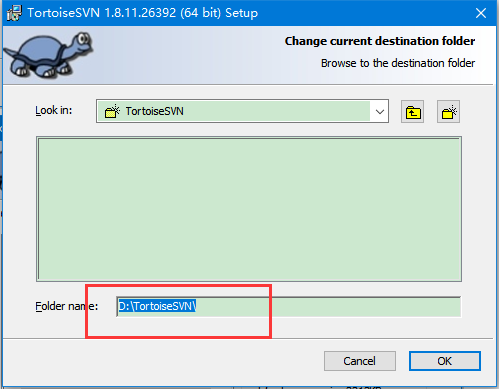 TortoiseSVN 1.8.11.26392 (64 bit) Setup
Change current destination folder
Browse to the destination folder
Look in:
TortoiseSVN
Folder name:
D:\TortoiseSVN\
Cancel
OK